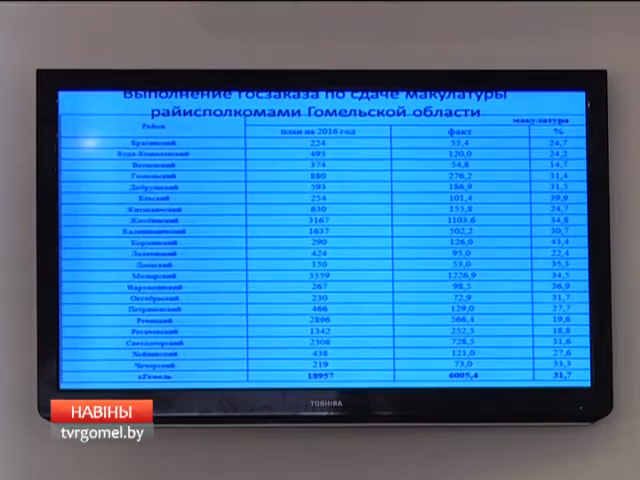 Выполнение госзаказа по сдаче макулатуры
райисполкомами Гомельской области
Район макулатура
план на 2016 год факт %
Брагинский 224 55,4 24,7
Буда-Кошелевский 495 120,0 24,2
Ветковский 374 54,8 14,7
Гомельский 880 276,2 31,4
Добрушский 593 186,9 31,5
Ельский 254 101,4 39,9
Житковичский 630 155,8 24,7
Жлобинский 3167 1103,6 34,8
Калинковичский 1637 502,2 30,7
Кормянский 290 126,0 43,4
Лельчицкий 424 95,0 22,4
Лоевский 150 53,0 35,3
Мозырский 3559 1226,9 34,5
Наровлянский 267 98,5 36,9
Октябрьский 230 72,9 31,7
Петриковский 466 129,0 27,7
Речицкий 2896 566,4 19,6
Рогачевский 1342 252,5 18,8
Светлогорский 2308 728,5 31,6
Хойникский 438 121,0 27,6
Чечерский 219 73,0 33,3
г.Гомель 18957 6005,4 31,7
TOSHIBA
НАВІНЫ
tvrgomel.by